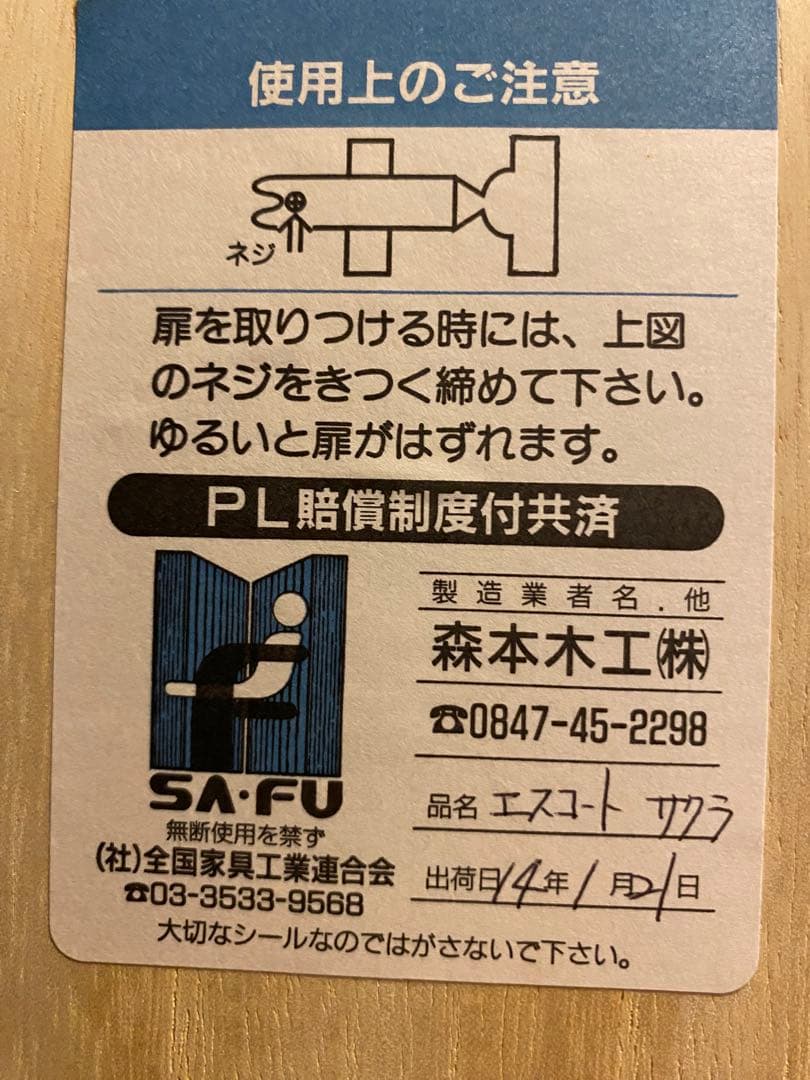 使用上のご注意
ネジ
扉を取りつける時には、上図
のネジをきつく締めて下さい。
ゆるいと扉がはずれます。
PL賠償制度付共済
SA・FU
無断使用を禁ず
(社)全国家具工業連合会
☎03-3533-9568
製造業者名.他
森本木工㈱
☎0847-45-2298
品名 エスコート サクラ
出荷日 14年1月21日
大切なシールなのではがさないで下さい。